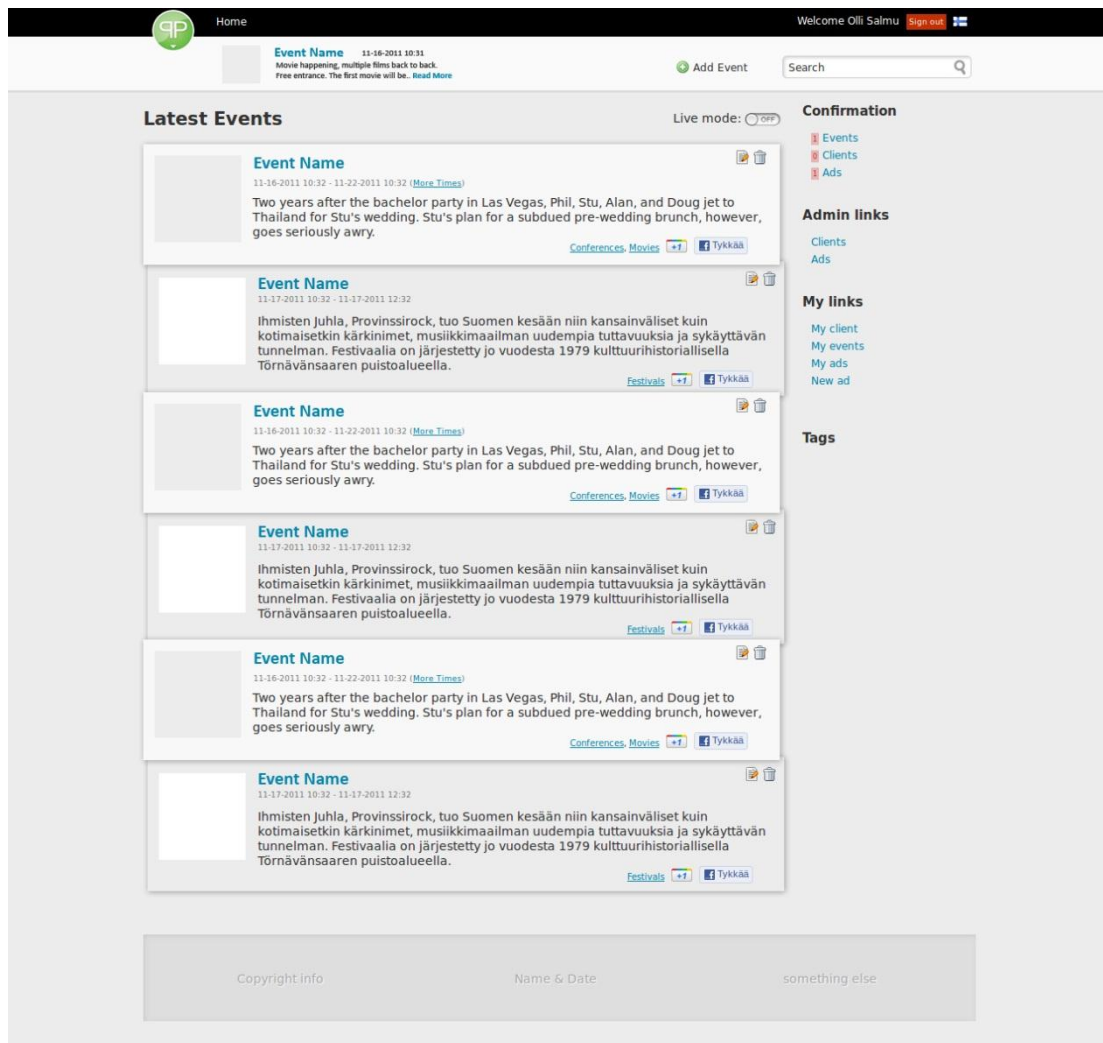 Home
Welcome Olli Salmu Sign out
Event Name 11-16-2011 10:31
Movie happening, multiple films back to back.
Free entrance. The first movie will be.. Read More
Add Event
Search
Latest Events
Live mode: OFF
Event Name
11-16-2011 10:32 - 11-22-2011 10:32 (More Times)
Two years after the bachelor party in Las Vegas, Phil, Stu, Alan, and Doug jet to
Thailand for Stu's wedding. Stu's plan for a subdued pre-wedding brunch, however,
goes seriously awry.
Conferences, Movies +1 Tykkää
Event Name
11-17-2011 10:32 - 11-17-2011 12:32
Ihmisten Juhla, Provinssirock, tuo Suomen kesään niin kansainväliset kuin
kotimaisetkin kärkinimet, musiikkimaailman uudempia tuttavuuksia ja sykäyttävän
tunnelman. Festivaalia on järjestetty jo vuodesta 1979 kulttuurihistoriallisella
Törnävänsaaren puistoalueella.
Festivals +1 Tykkää
Event Name
11-16-2011 10:32 - 11-22-2011 10:32 (More Times)
Two years after the bachelor party in Las Vegas, Phil, Stu, Alan, and Doug jet to
Thailand for Stu's wedding. Stu's plan for a subdued pre-wedding brunch, however,
goes seriously awry.
Conferences, Movies +1 Tykkää
Event Name
11-17-2011 10:32 - 11-17-2011 12:32
Ihmisten Juhla, Provinssirock, tuo Suomen kesään niin kansainväliset kuin
kotimaisetkin kärkinimet, musiikkimaailman uudempia tuttavuuksia ja sykäyttävän
tunnelman. Festivaalia on järjestetty jo vuodesta 1979 kulttuurihistoriallisella
Törnävänsaaren puistoalueella.
Festivals +1 Tykkää
Event Name
11-16-2011 10:32 - 11-22-2011 10:32 (More Times)
Two years after the bachelor party in Las Vegas, Phil, Stu, Alan, and Doug jet to
Thailand for Stu's wedding. Stu's plan for a subdued pre-wedding brunch, however,
goes seriously awry.
Conferences, Movies +1 Tykkää
Event Name
11-17-2011 10:32 - 11-17-2011 12:32
Ihmisten Juhla, Provinssirock, tuo Suomen kesään niin kansainväliset kuin
kotimaisetkin kärkinimet, musiikkimaailman uudempia tuttavuuksia ja sykäyttävän
tunnelman. Festivaalia on järjestetty jo vuodesta 1979 kulttuurihistoriallisella
Törnävänsaaren puistoalueella.
Festivals +1 Tykkää
Confirmation
1 Events
0 Clients
1 Ads
Admin links
Clients
Ads
My links
My client
My events
My ads
New ad
Tags
Copyright info
Name & Date
something else